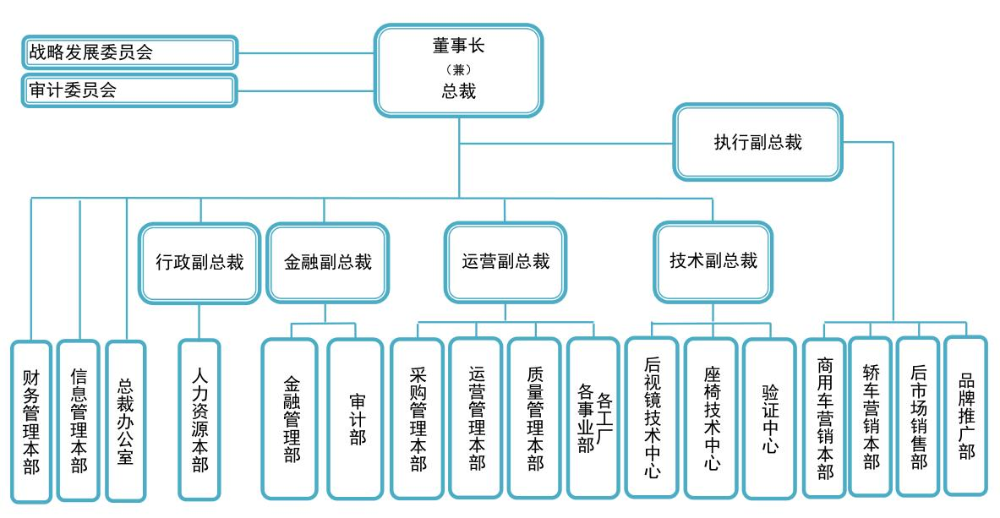 战略发展委员会
审计委员会
董事长
（兼）
总裁
执行副总裁
行政副总裁
金融副总裁
运营副总裁
技术副总裁
财务管理本部
信息管理本部
总裁办公室
人力资源本部
金融管理部
审计部
采购管理本部
运营管理本部
质量管理本部
各工厂
各事业部
后视镜技术中心
座椅技术中心
验证中心
商用车营销本部
轿车营销本部
后市场销售部
品牌推广部